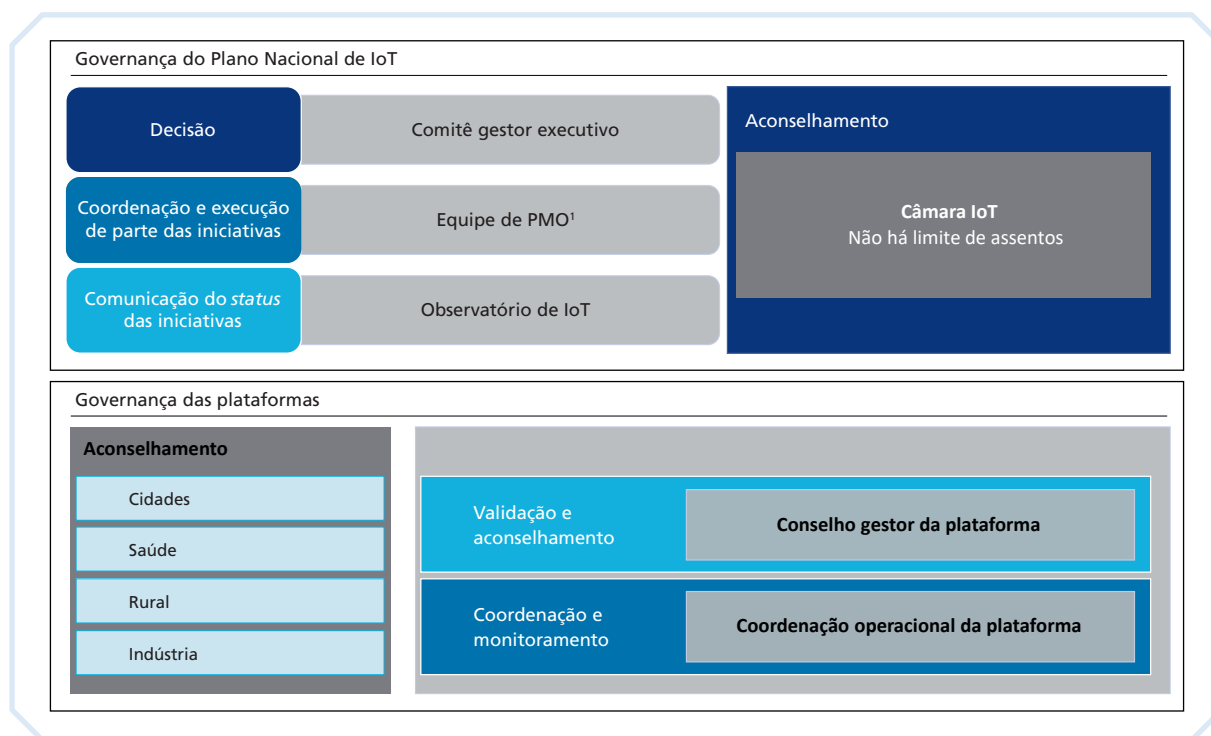 Governança do Plano Nacional de IoT
Decisão
Comitê gestor executivo
Coordenação e execução
de parte das iniciativas
Equipe de PMO¹
Comunicação do status
das iniciativas
Observatório de IoT
Aconselhamento
Câmara IoT
Não há limite de assentos
Governança das plataformas
Aconselhamento
Cidades
Saúde
Rural
Indústria
Validação e
aconselhamento
Conselho gestor da plataforma
Coordenação e
monitoramento
Coordenação operacional da plataforma